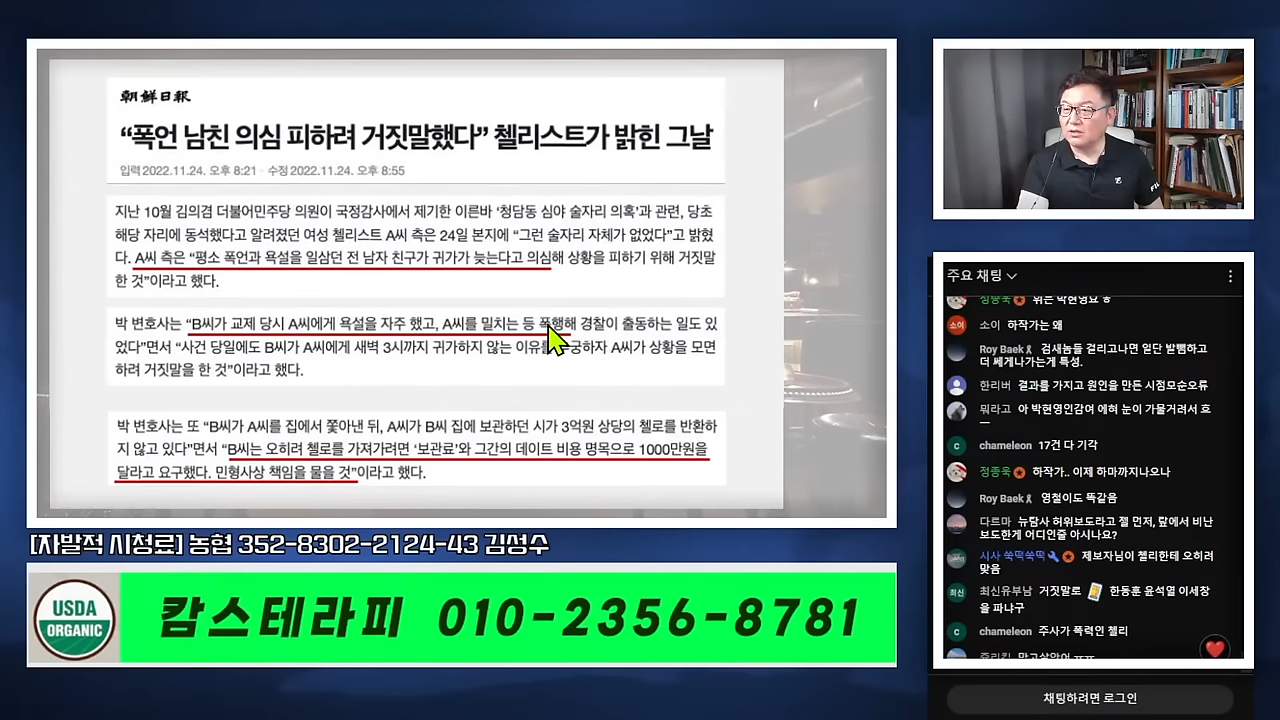 朝鮮日報
“폭언 남친 의심 피하려 거짓말했다” 첼리스트가 밝힌 그날
입력 2022.11.24. 오후 8:21 · 수정 2022.11.24. 오후 8:55
지난 10월 김의겸 더불어민주당 의원이 국정감사에서 제기한 이른바 ‘청담동 심야 술자리 의혹’과 관련, 당초
해당 자리에 동석했다고 알려졌던 여성 첼리스트 A씨 측은 24일 본지에 “그런 술자리 자체가 없었다”고 밝혔
다. A씨 측은 “평소 폭언과 욕설을 일삼던 전 남자 친구가 귀가가 늦는다고 의심해 상황을 피하기 위해 거짓말
한 것”이라고 했다.
박 변호사는 “B씨가 교제 당시 A씨에게 욕설을 자주 했고, A씨를 밀치는 등 폭행해 경찰이 출동하는 일도 있
었다”면서 “사건 당일에도 B씨가 A씨에게 새벽 3시까지 귀가하지 않는 이유를 추궁하자 A씨가 상황을 모면
하려 거짓말을 한 것”이라고 했다.
박 변호사는 또 “B씨가 A씨를 집에서 쫓아낸 뒤, A씨가 B씨 집에 보관하던 시가 3억원 상당의 첼로를 반환하
지 않고 있다”면서 “B씨는 오히려 첼로를 가져가려면 ‘보관료’와 그간의 데이트 비용 명목으로 1000만원을
달라고 요구했다. 민형사상 책임을 물을 것”이라고 했다.
[자발적 시청료] 농협 352-8302-2124-43 김성수
USDA
ORGANIC
캄스테라피 010-2356-8781
주요 채팅
정종욱 뷔른 박현영요 ㅎ
소이
소이 하작가는 왜
Roy Baek 검새놈들 걸리고나면 일단 발뺌하고
더 쎄게나가는게 특성.
한리버 결과를 가지고 원인을 만든 시점모순오류
뭐라고 아 박현영인감여 에혀 눈이 가물거려서 흐
ㅡ
c chameleon 17건 다 기각
정종욱 하작가.. 이제 하마까지나오나
Roy Baek 영철이도 똑같음
다르마 뉴탐사 허위보도라고 젤 먼저, 맢에서 비난
보도한게 어디인줄 아시나요?
시사 쏙떡쏙떡 제보자님이 첼리한테 오히려
맞음
최신
최신유부남 거짓말로 한동훈 윤석열 이세창
을 파나구
c chameleon 주사가 폭력인 첼리
채팅하려면 로그인